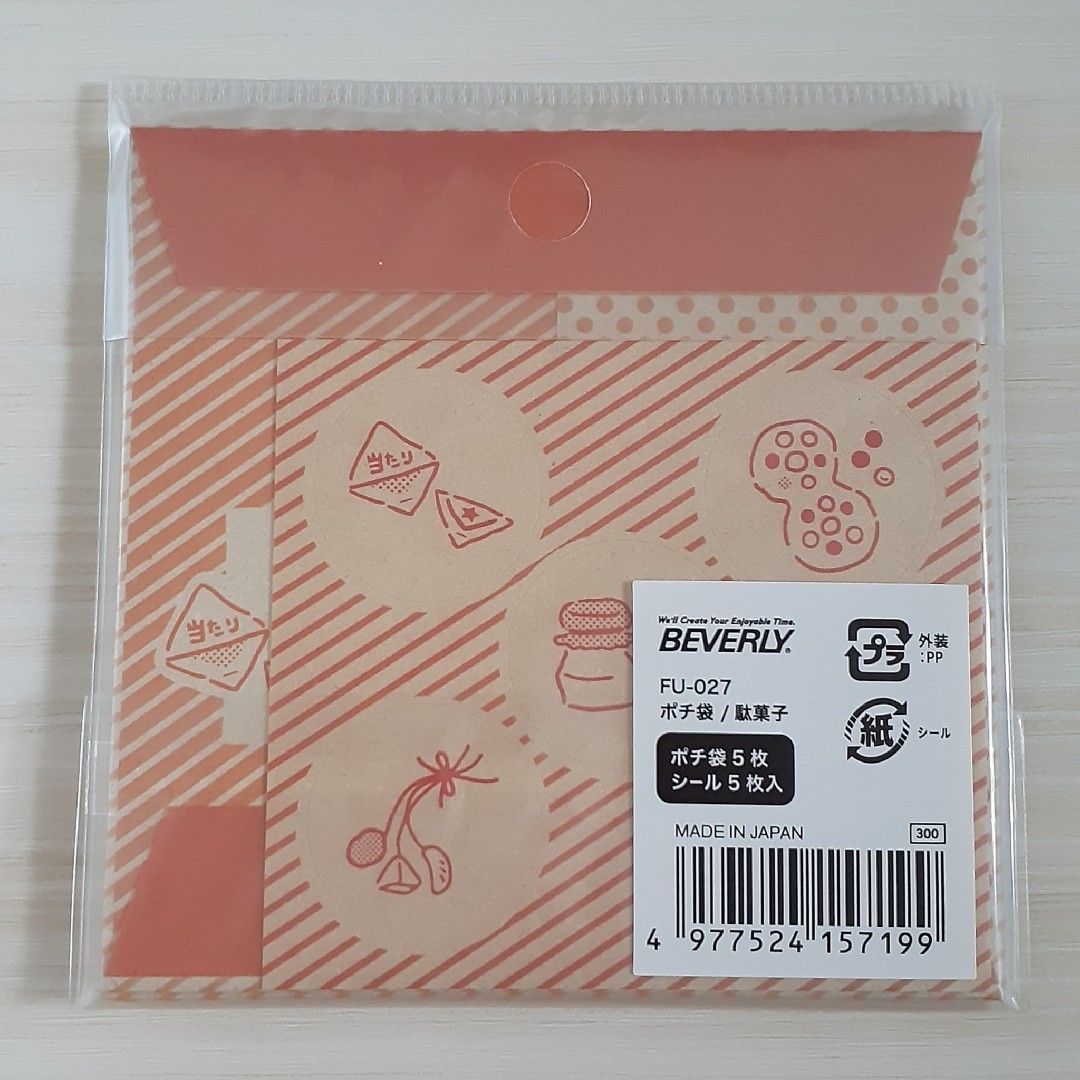 当たり
当たり
We'll Create Your Enjoyable Time.
BEVERLY®
プラ
外装
:PP
FU-027
ポチ袋 / 駄菓子
紙
シール
ポチ袋 5 枚
シール 5 枚入
MADE IN JAPAN
300
4 977524 157199